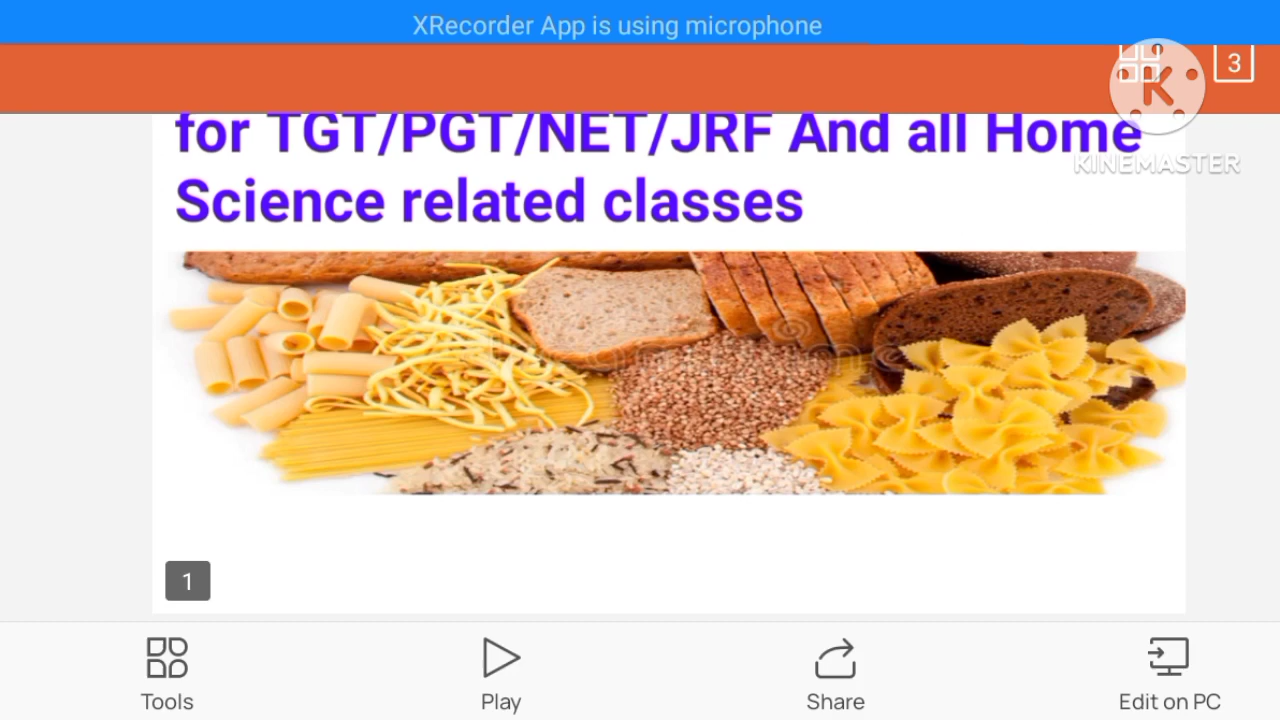 XRecorder App is using microphone
3
K
KINEMASTER
for TGT/PGT/NET/JRF And all Home
Science related classes
1
Tools
Play
Share
Edit on PC